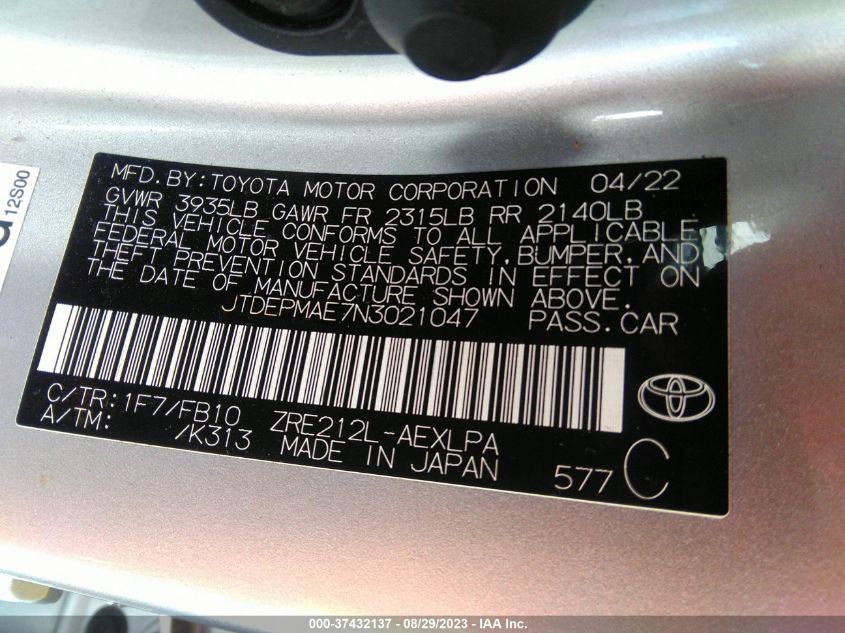 a 12S00
MFD.BY:TOYOTA MOTOR CORPORATION 04/22
GVWR 3935LB GAWR FR 2315LB RR 2140LB
THIS VEHICLE CONFORMS TO ALL APPLICABLE
FEDERAL MOTOR VEHICLE SAFETY,BUMPER,AND
THEFT PREVENTION STANDARDS IN EFFECT ON
THE DATE OF MANUFACTURE SHOWN ABOVE.
JTDEPMAE7N3021047 PASS.CAR
C/TR:1F7/FB10 ZRE212L-AEXLPA
A/TM: /K313 MADE IN JAPAN 577 C
000-37432137 - 08/29/2023 - IAA Inc.